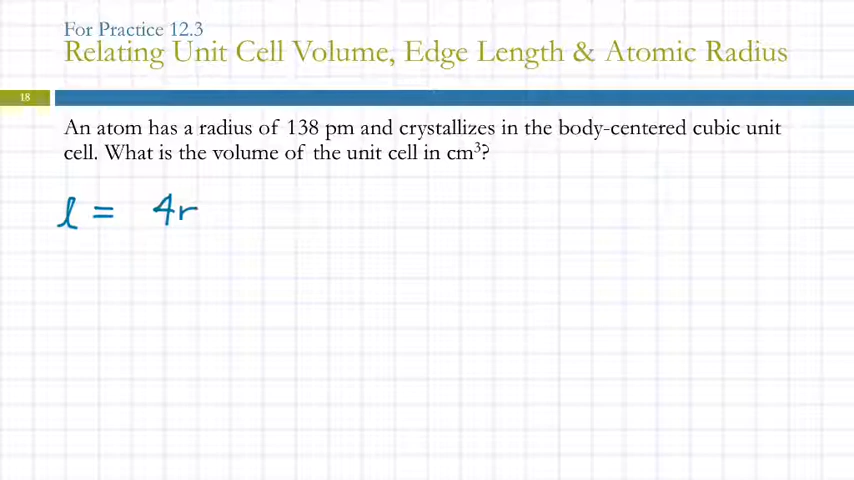 For Practice 12.3
Relating Unit Cell Volume, Edge Length & Atomic Radius
18
An atom has a radius of 138 pm and crystallizes in the body-centered cubic unit
cell. What is the volume of the unit cell in cm³?
l = 4r